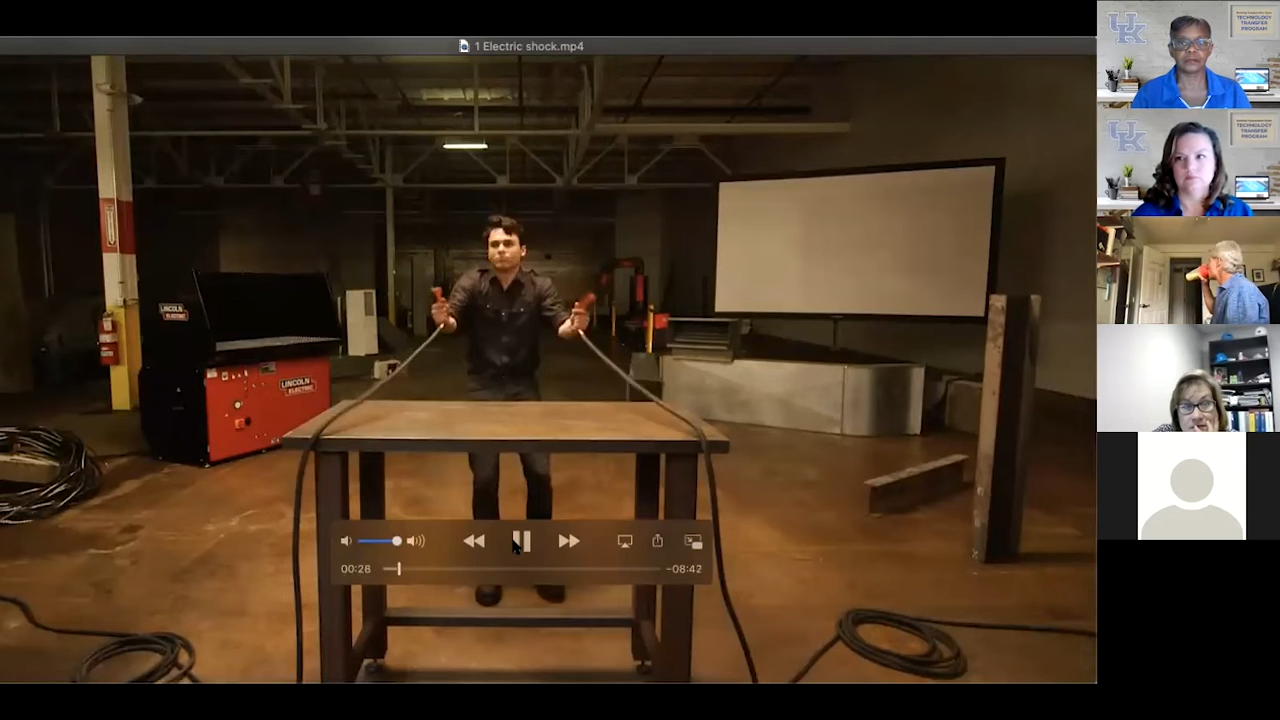 1 Electric shock.mp4
LINCOLN
ELECTRIC
LINCOLN
ELECTRIC
00:26
-08:42
UK
TECHNOLOGY
TRANSFER
PROGRAM
UK
TECHNOLOGY
TRANSFER
PROGRAM